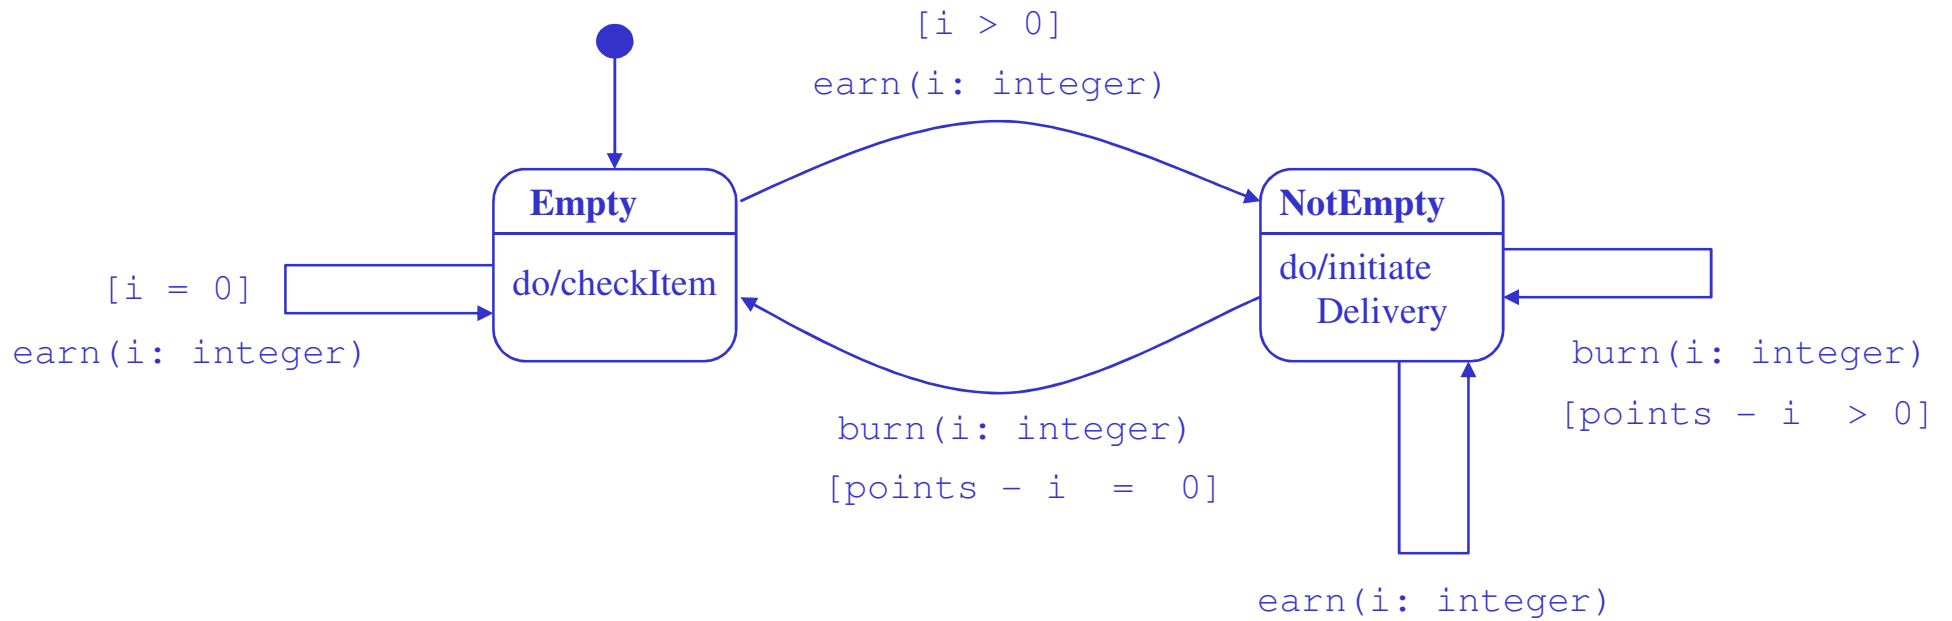 [i > 0]
earn(i: integer)
Empty
do/checkItem
NotEmpty
do/initiate
Delivery
[i = 0]
earn(i: integer)
burn(i: integer)
[points – i > 0]
burn(i: integer)
[points – i = 0]
earn(i: integer)